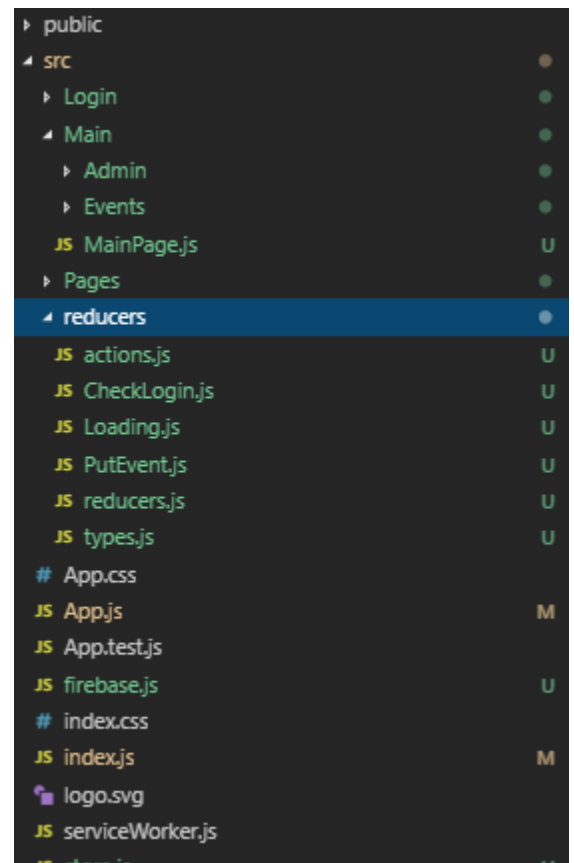 public
src
Login
Main
Admin
Events
JS MainPage.js U
Pages
reducers
JS actions.js U
JS CheckLogin.js U
JS Loading.js U
JS PutEvent.js U
JS reducers.js U
JS types.js U
# App.css
JS App.js M
JS App.test.js
JS firebase.js U
# index.css
JS index.js M
logo.svg
JS serviceWorker.js